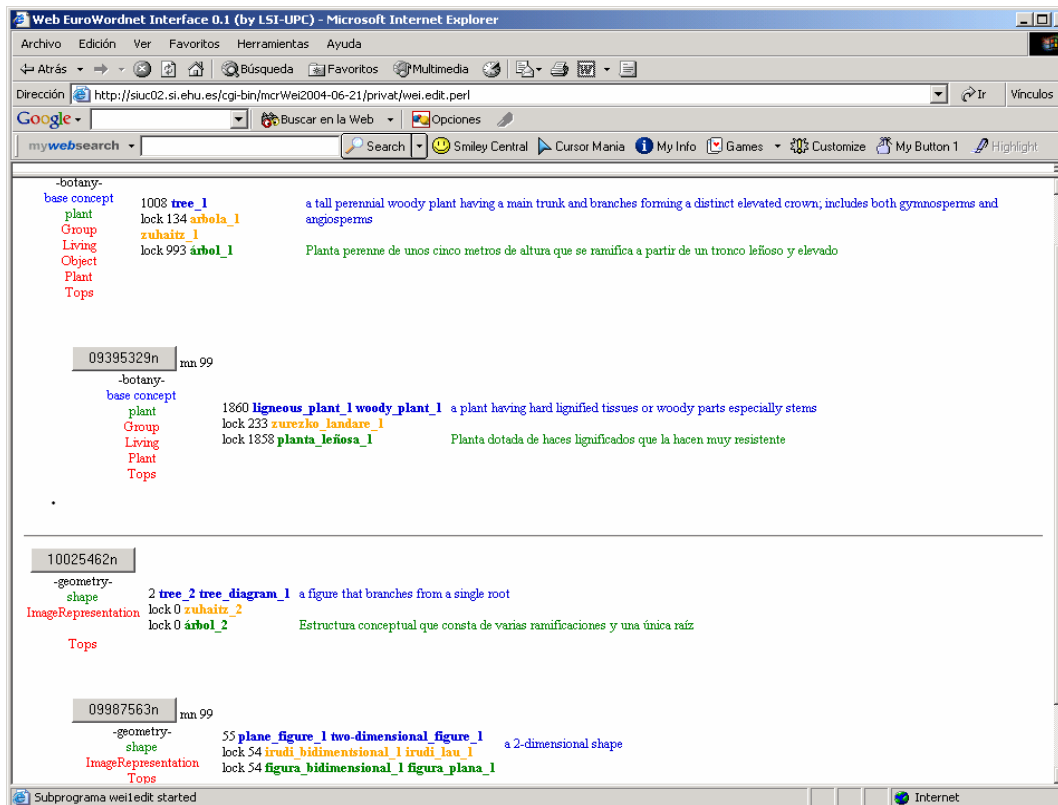 Web EuroWordnet Interface 0.1 (by LSI-UPC) - Microsoft Internet Explorer
Archivo Edición Ver Favoritos Herramientas Ayuda
Atrás Búsqueda Favoritos Multimedia
Dirección http://siuc02.si.ehu.es/cgi-bin/mcrWei2004-06-21/privat/wei.edit.perl Ir Vínculos
Google Buscar en la Web Opciones
mywebsearch Search Smiley Central Cursor Mania My Info Games Customize My Button 1 Highlight
-botany-
base concept
plant
Group
Living
Object
Plant
Tops
1008 tree_1 a tall perennial woody plant having a main trunk and branches forming a distinct elevated crown; includes both gymnosperms and
lock 134 arbola_1 angiosperms
zuhaitz_1
lock 993 árbol_1 Planta perenne de unos cinco metros de altura que se ramifica a partir de un tronco leñoso y elevado
09395329n mn 99
-botany-
base concept
plant
Group
Living
Plant
Tops
1860 ligneous_plant_1 woody_plant_1 a plant having hard lignified tissues or woody parts especially stems
lock 233 zurezko_landare_1
lock 1858 planta_leñosa_1 Planta dotada de haces lignificados que la hacen muy resistente
10025462n
-geometry-
shape
ImageRepresentation
Tops
2 tree_2 tree_diagram_1 a figure that branches from a single root
lock 0 zuhaitz_2
lock 0 árbol_2 Estructura conceptual que consta de varias ramificaciones y una única raíz
09987563n mn 99
-geometry-
shape
ImageRepresentation
Tops
55 plane_figure_1 two-dimensional_figure_1 a 2-dimensional shape
lock 54 irudi_bidimentsional_1 irudi_lau_1
lock 54 figura_bidimensional_1 figura_plana_1
Subprograma wei1edit started Internet